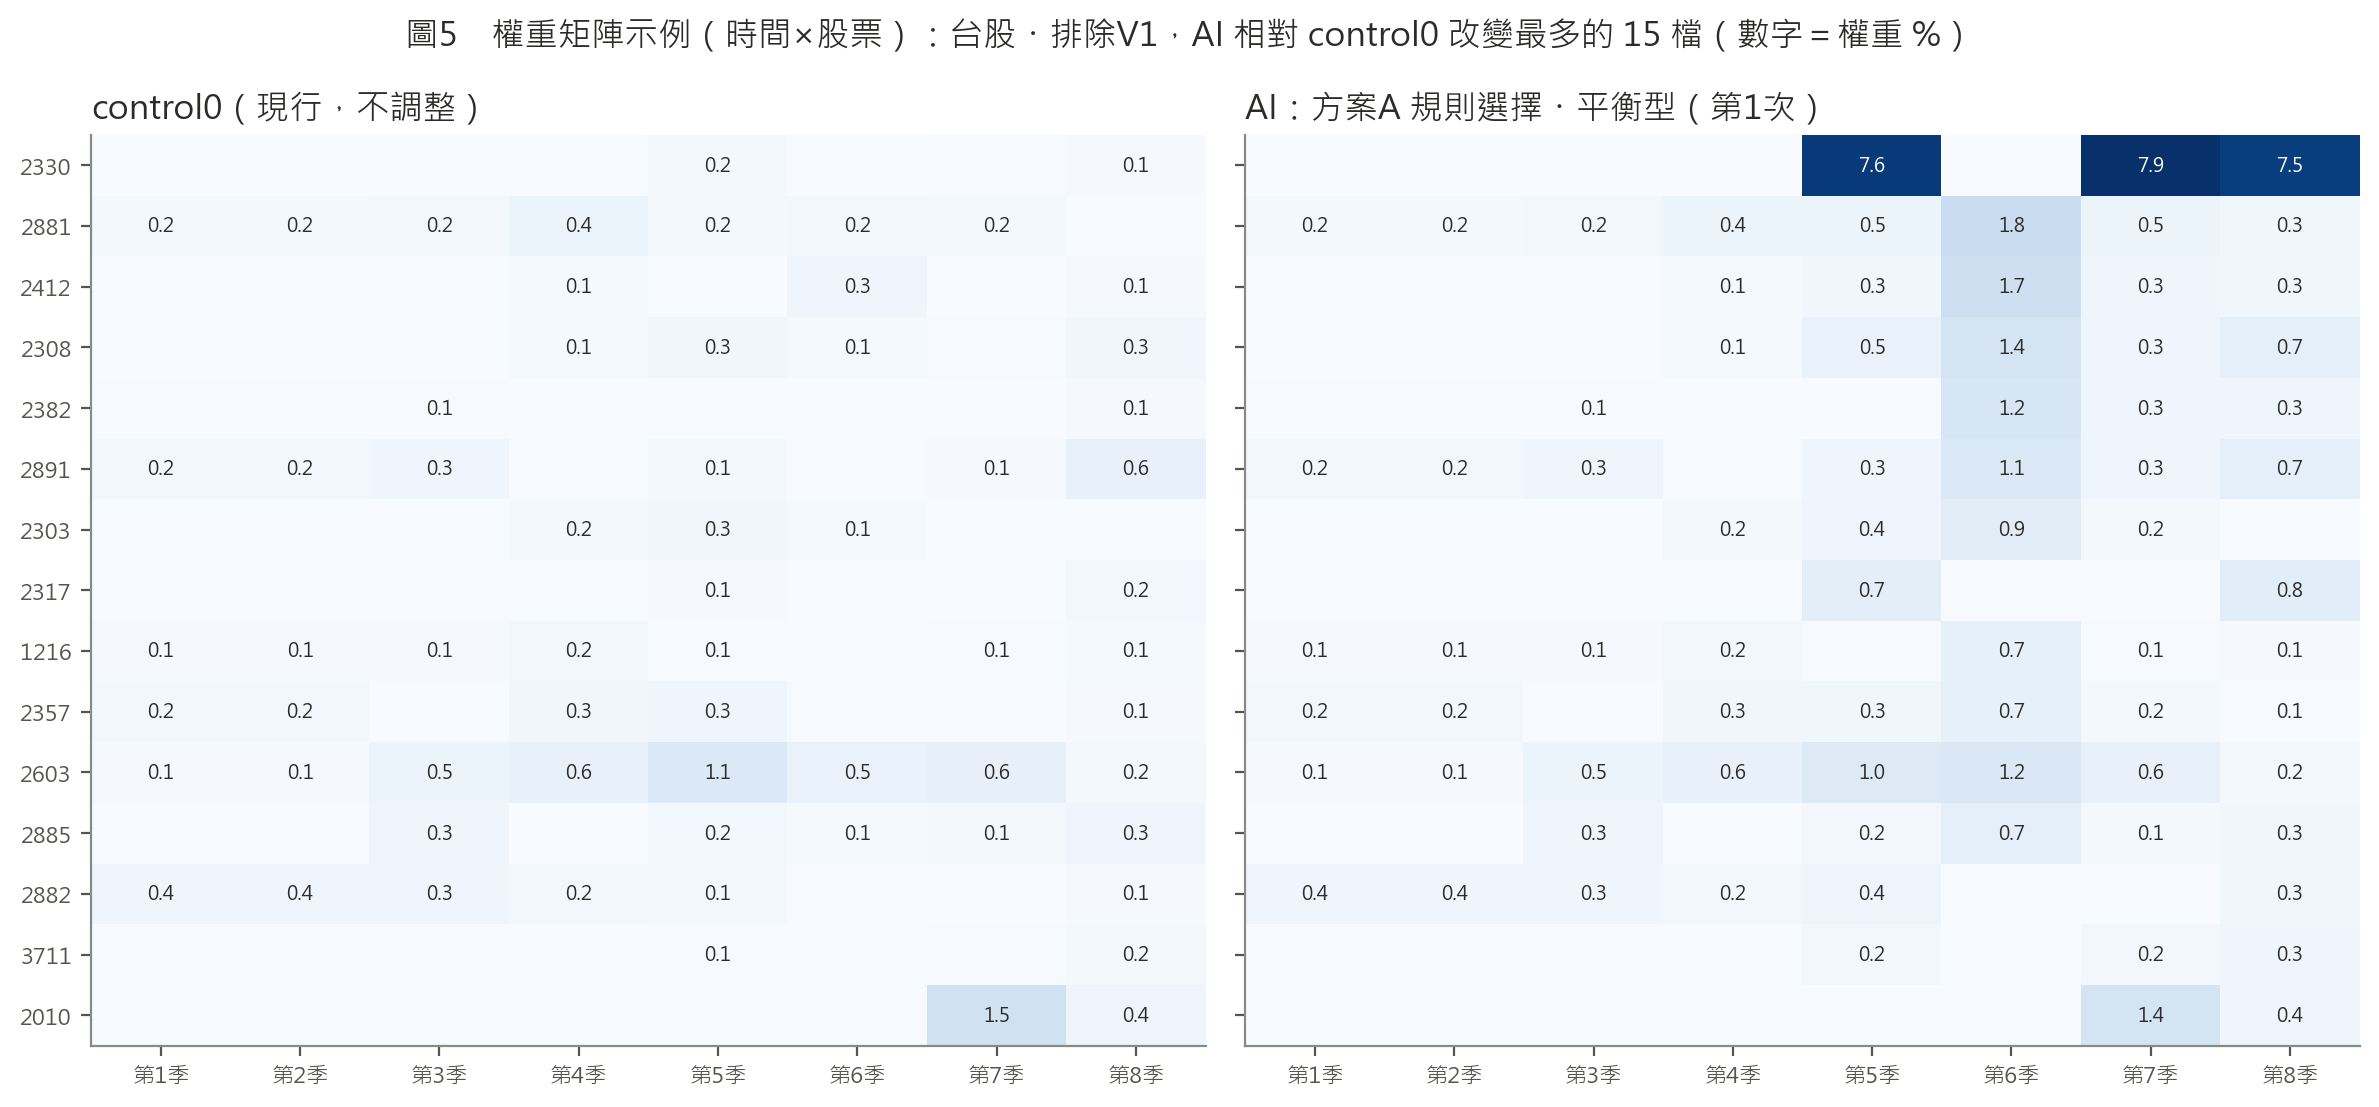 圖5　權重矩陣示例（時間×股票）：台股．排除V1，AI 相對 control0 改變最多的 15 檔（數字＝權重 %）
control0（現行，不調整）
2330 0.2 0.1
2881 0.2 0.2 0.2 0.4 0.2 0.2 0.2
2412 0.1 0.3 0.1
2308 0.1 0.3 0.1 0.3
2382 0.1 0.1
2891 0.2 0.2 0.3 0.1 0.1 0.6
2303 0.2 0.3 0.1
2317 0.1 0.2
1216 0.1 0.1 0.1 0.2 0.1 0.1 0.1
2357 0.2 0.2 0.3 0.3 0.1
2603 0.1 0.1 0.5 0.6 1.1 0.5 0.6 0.2
2885 0.3 0.2 0.1 0.1 0.3
2882 0.4 0.4 0.3 0.2 0.1 0.1
3711 0.1 0.2
2010 1.5 0.4
第1季 第2季 第3季 第4季 第5季 第6季 第7季 第8季
AI：方案A 規則選擇．平衡型（第1次）
7.6 7.9 7.5
0.2 0.2 0.2 0.4 0.5 1.8 0.5 0.3
0.1 0.3 1.7 0.3 0.3
0.1 0.5 1.4 0.3 0.7
0.1 1.2 0.3 0.3
0.2 0.2 0.3 0.3 1.1 0.3 0.7
0.2 0.4 0.9 0.2
0.7 0.8
0.1 0.1 0.1 0.2 0.7 0.1 0.1
0.2 0.2 0.3 0.3 0.7 0.2 0.1
0.1 0.1 0.5 0.6 1.0 1.2 0.6 0.2
0.3 0.2 0.7 0.1 0.3
0.4 0.4 0.3 0.2 0.4 0.3
0.2 0.2 0.3
1.4 0.4
第1季 第2季 第3季 第4季 第5季 第6季 第7季 第8季